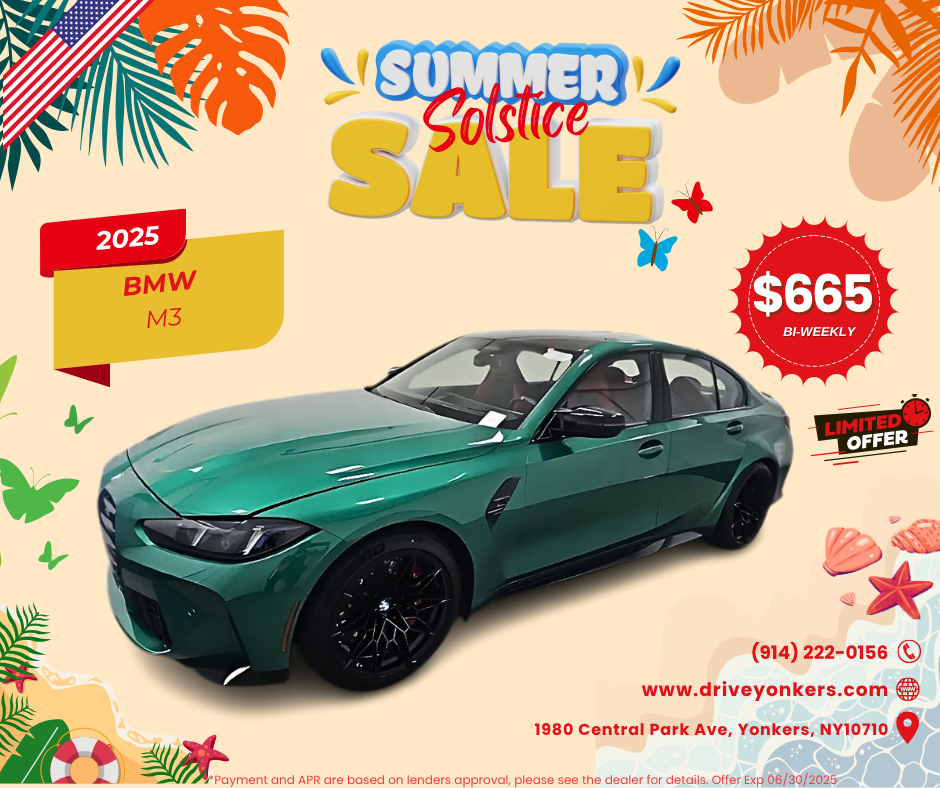 SUMMER
Solstice
SALE
2025
BMW
M3
$665
BI-WEEKLY
LIMITED
OFFER
(914) 222-0156
www.driveyonkers.com
WWW
1980 Central Park Ave, Yonkers, NY10710
*Payment and APR are based on lenders approval, please see the dealer for details. Offer Exp 06/30/2025